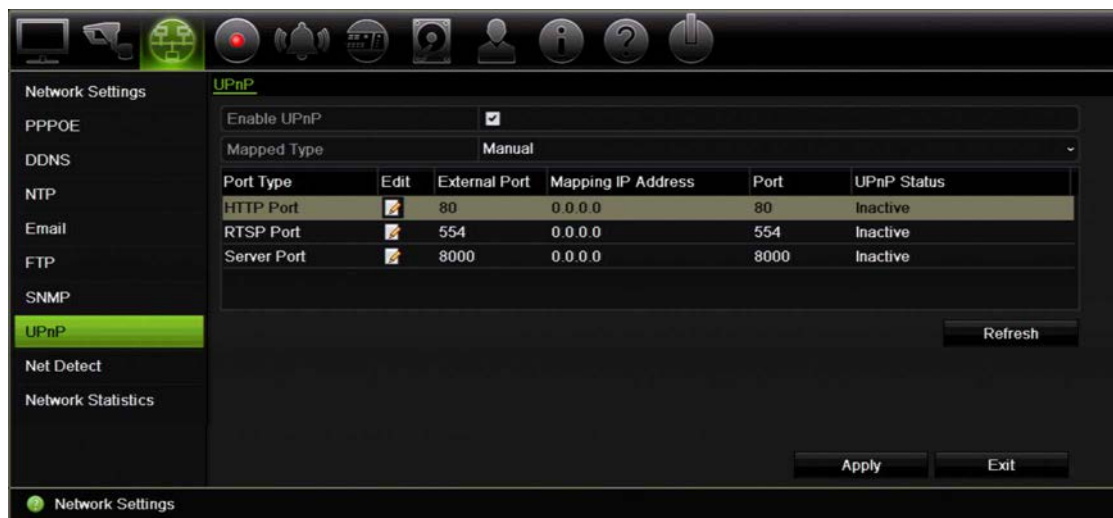 UPnP
Network Settings
PPPOE
DDNS
NTP
Email
FTP
SNMP
UPnP
Net Detect
Network Statistics
Enable UPnP
Mapped Type Manual
Port Type Edit External Port Mapping IP Address Port UPnP Status
HTTP Port 80 0.0.0.0 80 Inactive
RTSP Port 554 0.0.0.0 554 Inactive
Server Port 8000 0.0.0.0 8000 Inactive
Refresh
Apply Exit
Network Settings